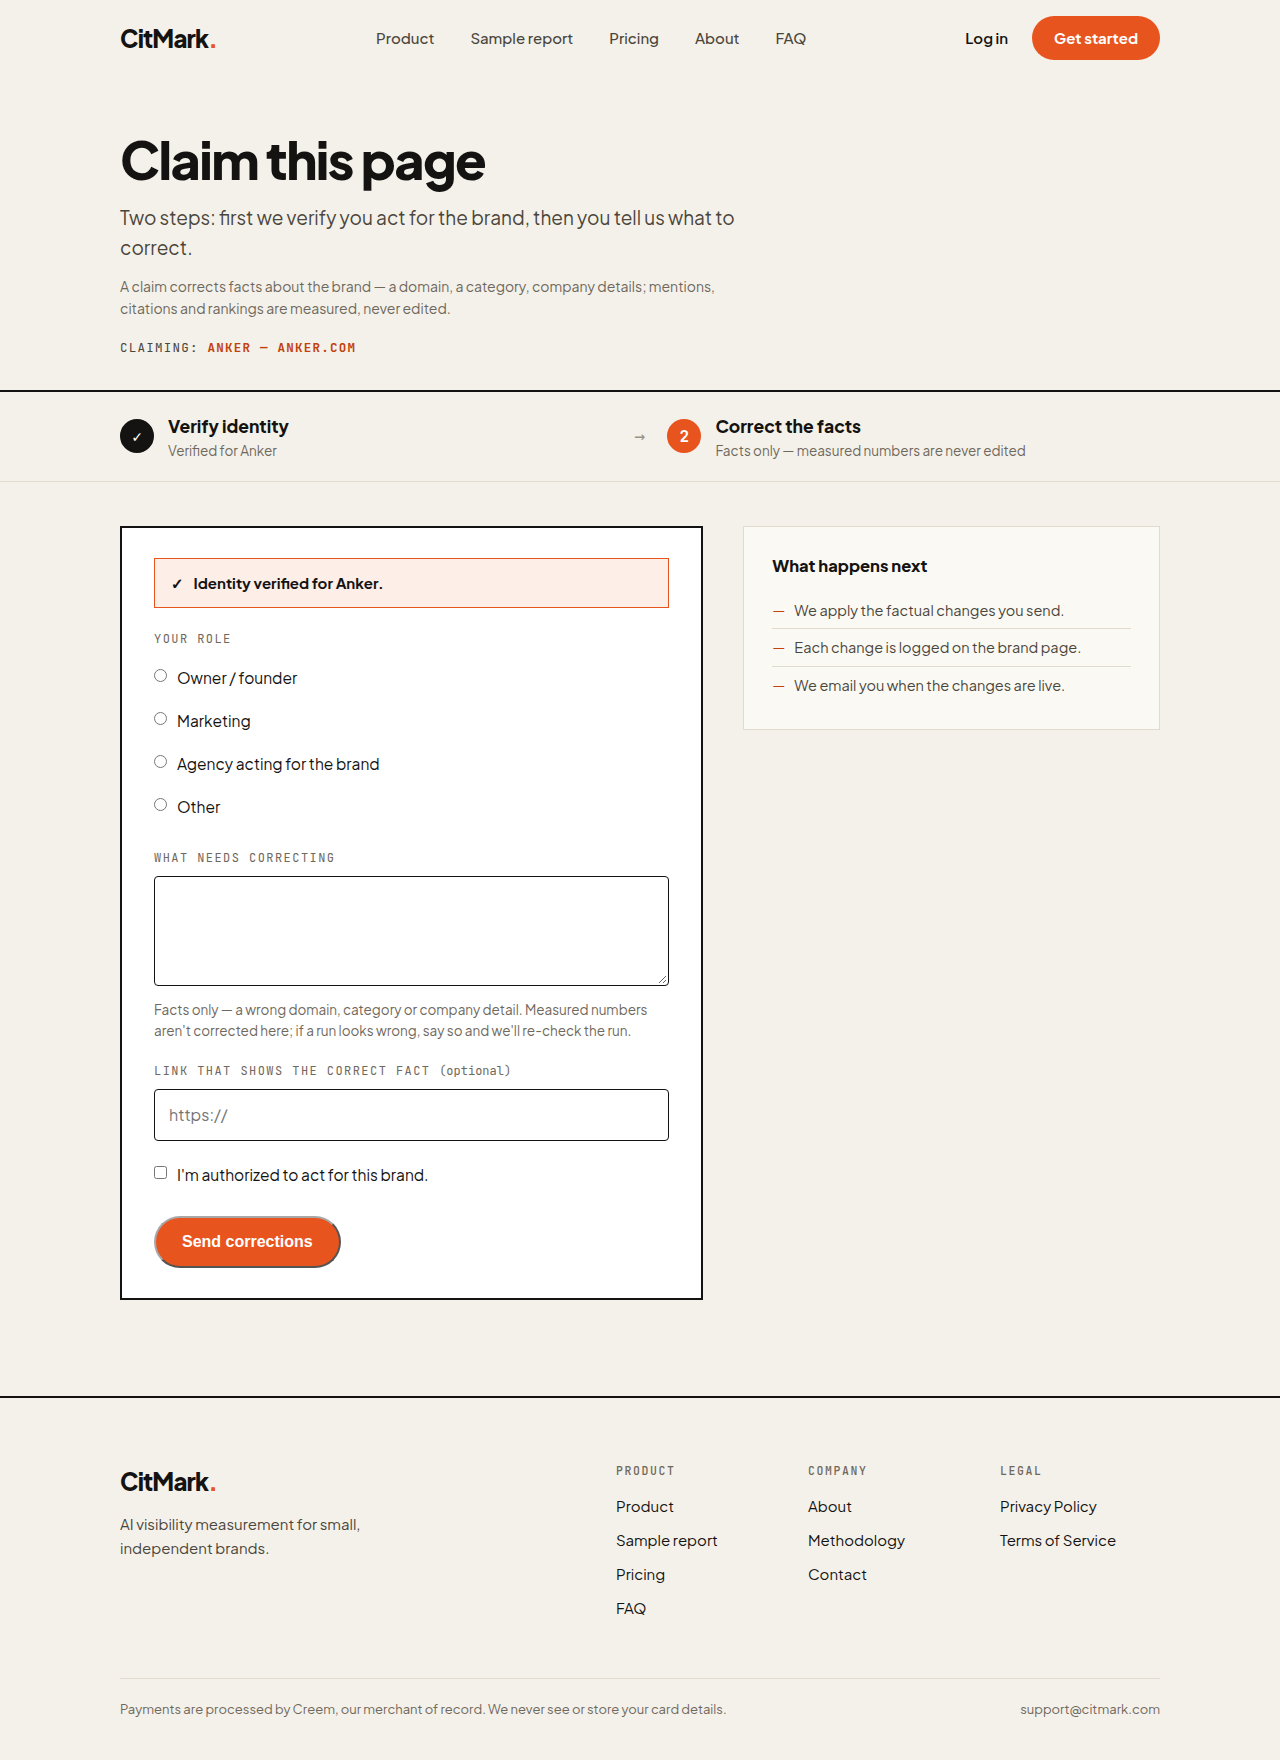 CitMark.
Product
Sample report
Pricing
About
FAQ
Log in
Get started
Claim this page
Two steps: first we verify you act for the brand, then you tell us what to
correct.
A claim corrects facts about the brand — a domain, a category, company details; mentions,
citations and rankings are measured, never edited.
CLAIMING: ANKER — ANKER.COM
✓
Verify identity
Verified for Anker
→
2
Correct the facts
Facts only — measured numbers are never edited
✓ Identity verified for Anker.
YOUR ROLE
Owner / founder
Marketing
Agency acting for the brand
Other
WHAT NEEDS CORRECTING
Facts only — a wrong domain, category or company detail. Measured numbers
aren't corrected here; if a run looks wrong, say so and we'll re-check the run.
LINK THAT SHOWS THE CORRECT FACT (optional)
https://
I'm authorized to act for this brand.
Send corrections
What happens next
— We apply the factual changes you send.
— Each change is logged on the brand page.
— We email you when the changes are live.
CitMark.
AI visibility measurement for small,
independent brands.
PRODUCT
Product
Sample report
Pricing
FAQ
COMPANY
About
Methodology
Contact
LEGAL
Privacy Policy
Terms of Service
Payments are processed by Creem, our merchant of record. We never see or store your card details.
support@citmark.com